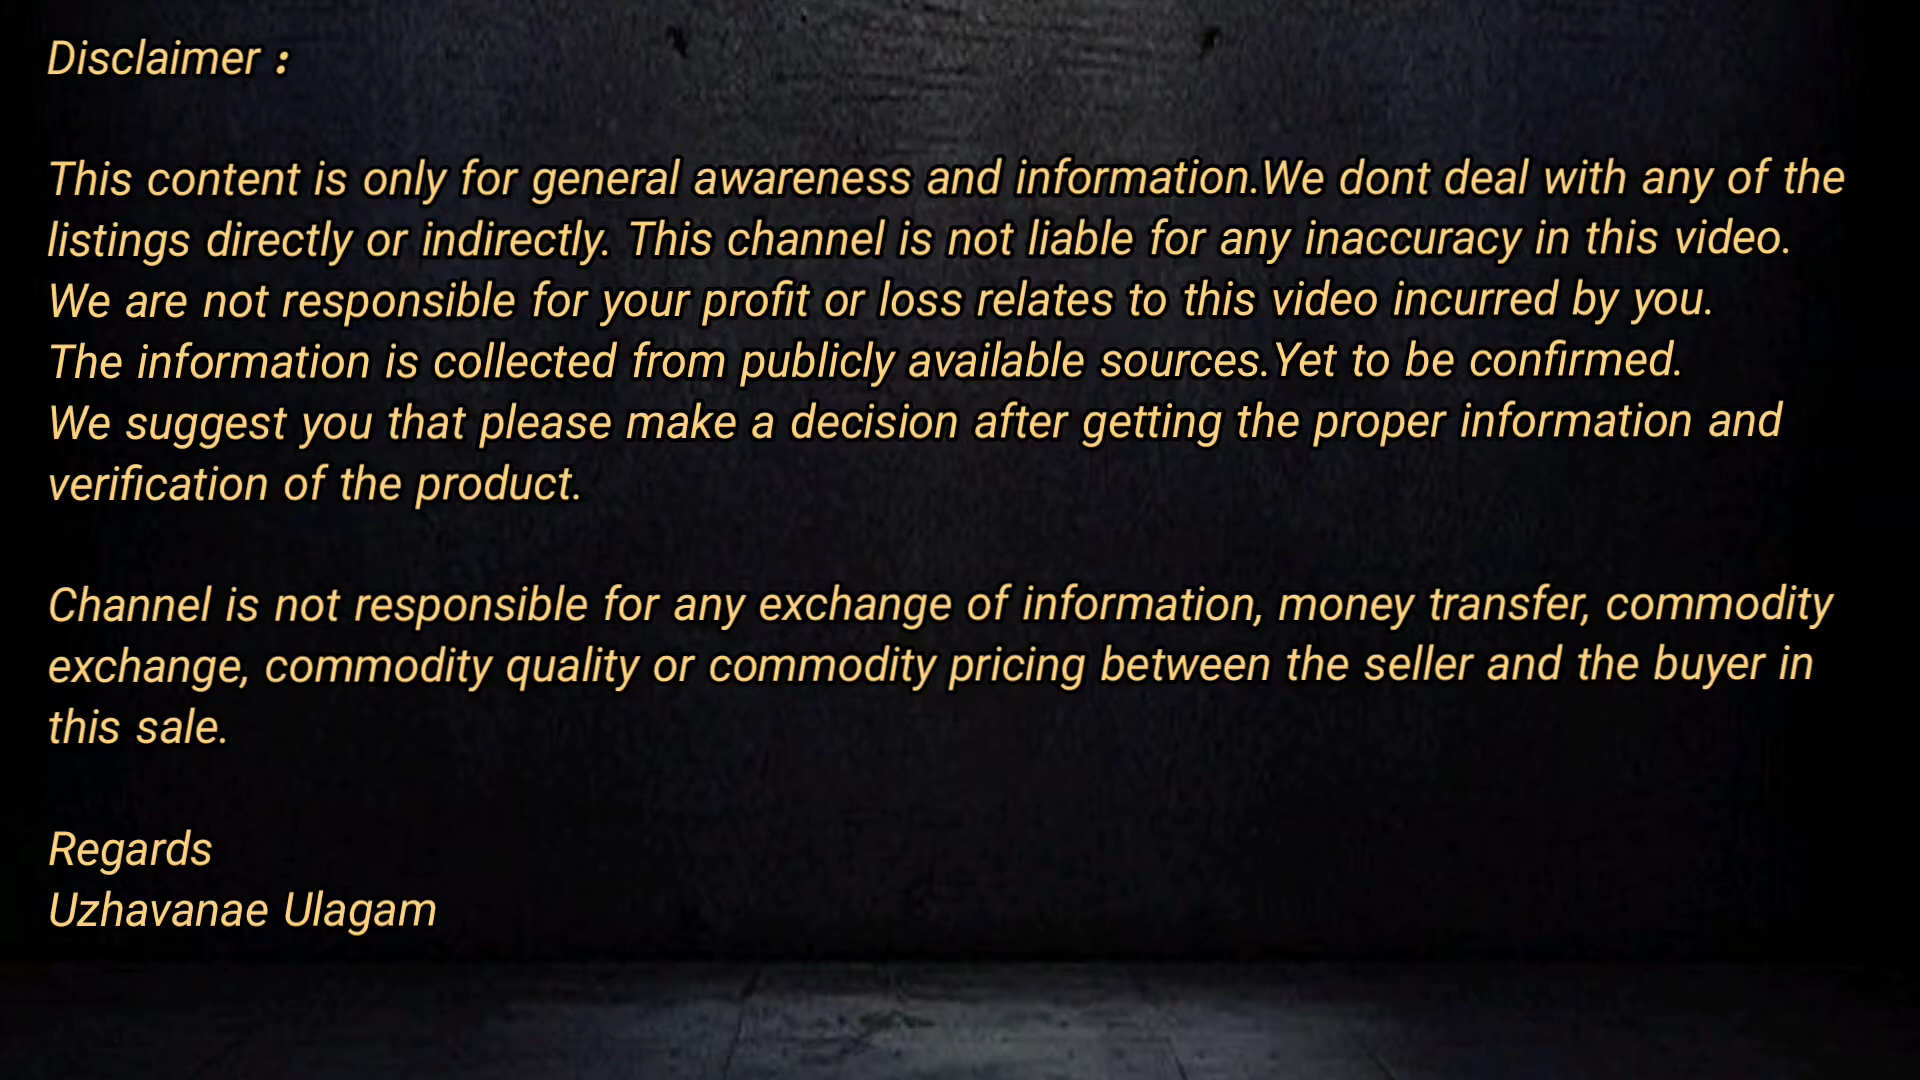 Disclaimer :
This content is only for general awareness and information.We dont deal with any of the
listings directly or indirectly. This channel is not liable for any inaccuracy in this video.
We are not responsible for your profit or loss relates to this video incurred by you.
The information is collected from publicly available sources.Yet to be confirmed.
We suggest you that please make a decision after getting the proper information and
verification of the product.
Channel is not responsible for any exchange of information, money transfer, commodity
exchange, commodity quality or commodity pricing between the seller and the buyer in
this sale.
Regards
Uzhavanae Ulagam